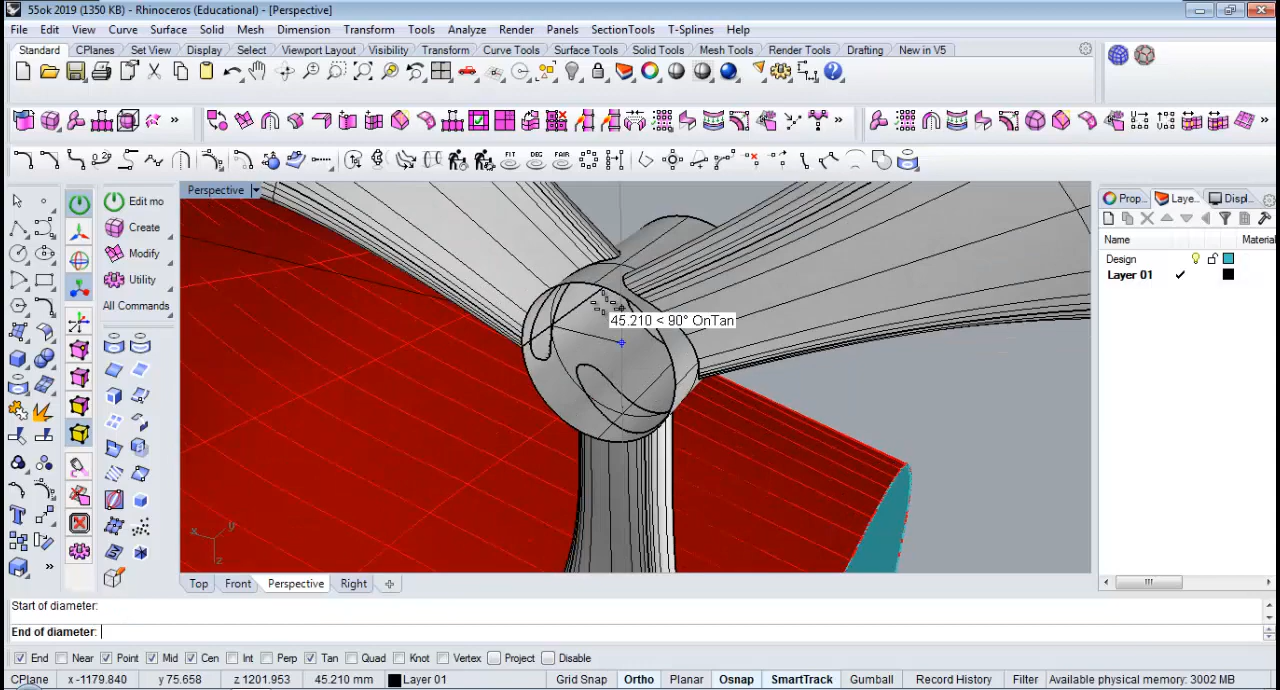 55ok 2019 (1350 KB) - Rhinoceros (Educational) - [Perspective]
File Edit View Curve Surface Solid Mesh Dimension Transform Tools Analyze Render Panels SectionTools T-Splines Help
Standard CPlanes Set View Display Select Viewport Layout Visibility Transform Curve Tools Surface Tools Solid Tools Mesh Tools Render Tools Drafting New in V5
FIT DEG FAIR
Perspective
Edit mo
Create
Modify
Utility
All Commands
Prop... Laye... Displ...
Name Material
Design
Layer 01
45.210 < 90° OnTan
x y z
Top Front Perspective Right
Start of diameter:
End of diameter:
End Near Point Mid Cen Int Perp Tan Quad Knot Vertex Project Disable
CPlane x -1179.840 y 75.658 z 1201.953 45.210 mm Layer 01 Grid Snap Ortho Planar Osnap SmartTrack Gumball Record History Filter Available physical memory: 3002 MB